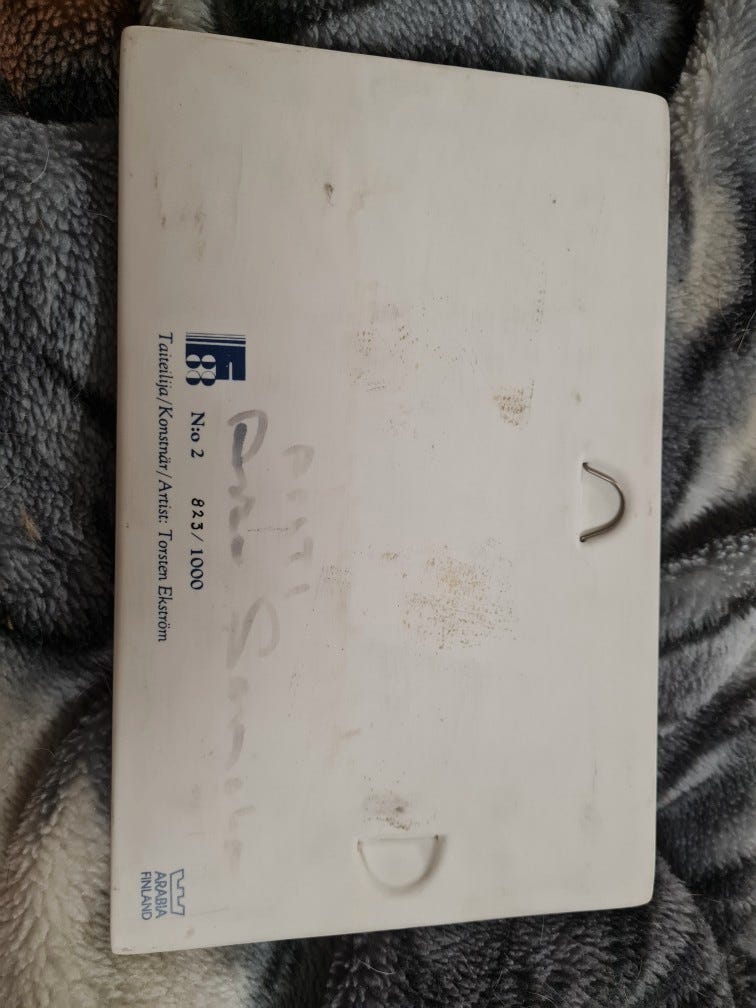 F
88
N:o 2 823/1000
Taiteilija/Konstnär/Artist: Torsten Ekström
ARABIA
FINLAND